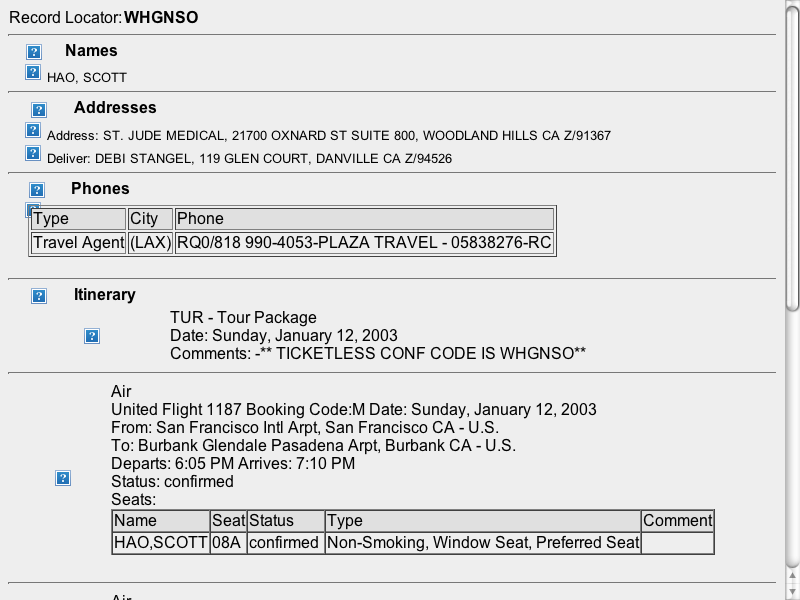 Record Locator:WHGNSO
Names
HAO, SCOTT
Addresses
Address: ST. JUDE MEDICAL, 21700 OXNARD ST SUITE 800, WOODLAND HILLS CA Z/91367
Deliver: DEBI STANGEL, 119 GLEN COURT, DANVILLE CA Z/94526
Phones
Type City Phone
Travel Agent (LAX) RQ0/818 990-4053-PLAZA TRAVEL - 05838276-RC
Itinerary
TUR - Tour Package
Date: Sunday, January 12, 2003
Comments: -** TICKETLESS CONF CODE IS WHGNSO**
Air
United Flight 1187 Booking Code:M Date: Sunday, January 12, 2003
From: San Francisco Intl Arpt, San Francisco CA - U.S.
To: Burbank Glendale Pasadena Arpt, Burbank CA - U.S.
Departs: 6:05 PM Arrives: 7:10 PM
Status: confirmed
Seats:
Name Seat Status Type Comment
HAO,SCOTT 08A confirmed Non-Smoking, Window Seat, Preferred Seat
Air